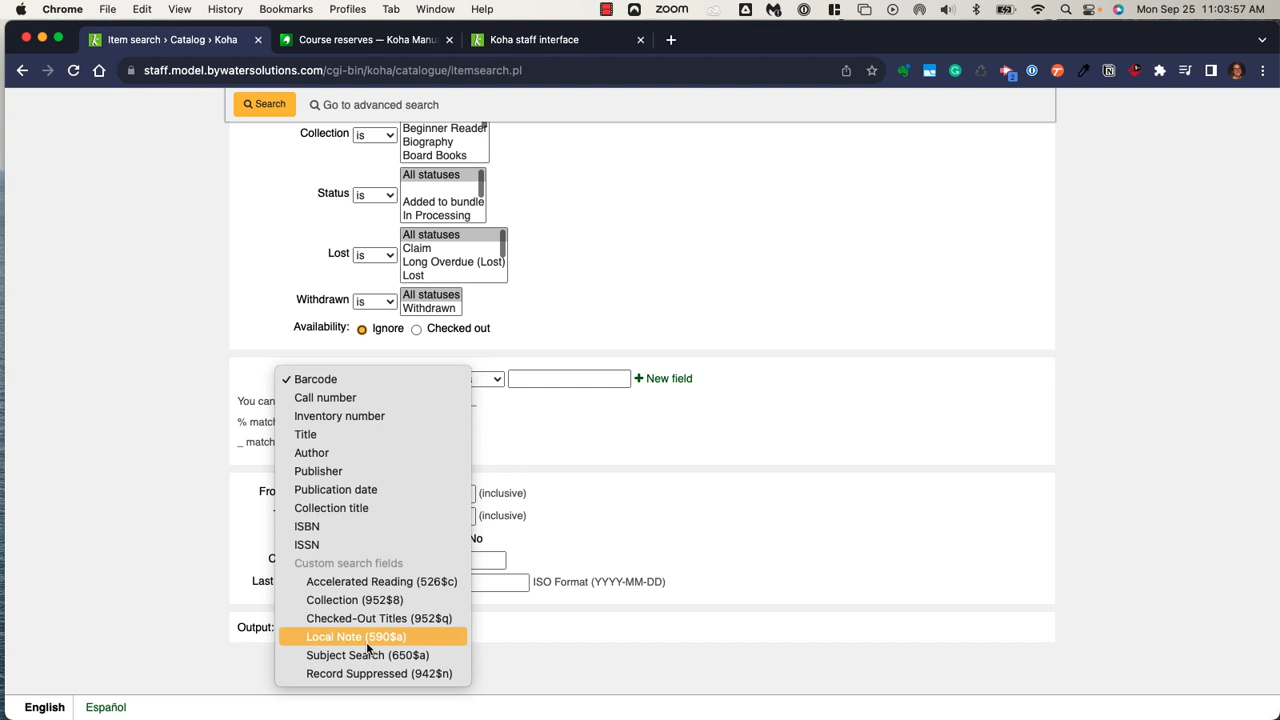 Chrome File Edit View History Bookmarks Profiles Tab Window Help zoom Mon Sep 25 11:03:57 AM
Item search › Catalog › Koha
Course reserves — Koha Manu
Koha staff interface
staff.model.bywatersolutions.com/cgi-bin/koha/catalogue/itemsearch.pl
2
Search Go to advanced search
Collection is
Beginner Reader
Biography
Board Books
Status is
All statuses
Added to bundle
In Processing
Lost is
All statuses
Claim
Long Overdue (Lost)
Lost
Withdrawn is
All statuses
Withdrawn
Availability: Ignore Checked out
✓ Barcode
+ New field
Call number
You can
Inventory number
% match
Title
_ match
Author
Publisher
Publication date
Fro (inclusive)
Collection title
(inclusive)
ISBN
No
ISSN
C
Custom search fields
Accelerated Reading (526$c)
Last ISO Format (YYYY-MM-DD)
Collection (952$8)
Checked-Out Titles (952$q)
Output:
Local Note (590$a)
Subject Search (650$a)
Record Suppressed (942$n)
English Español